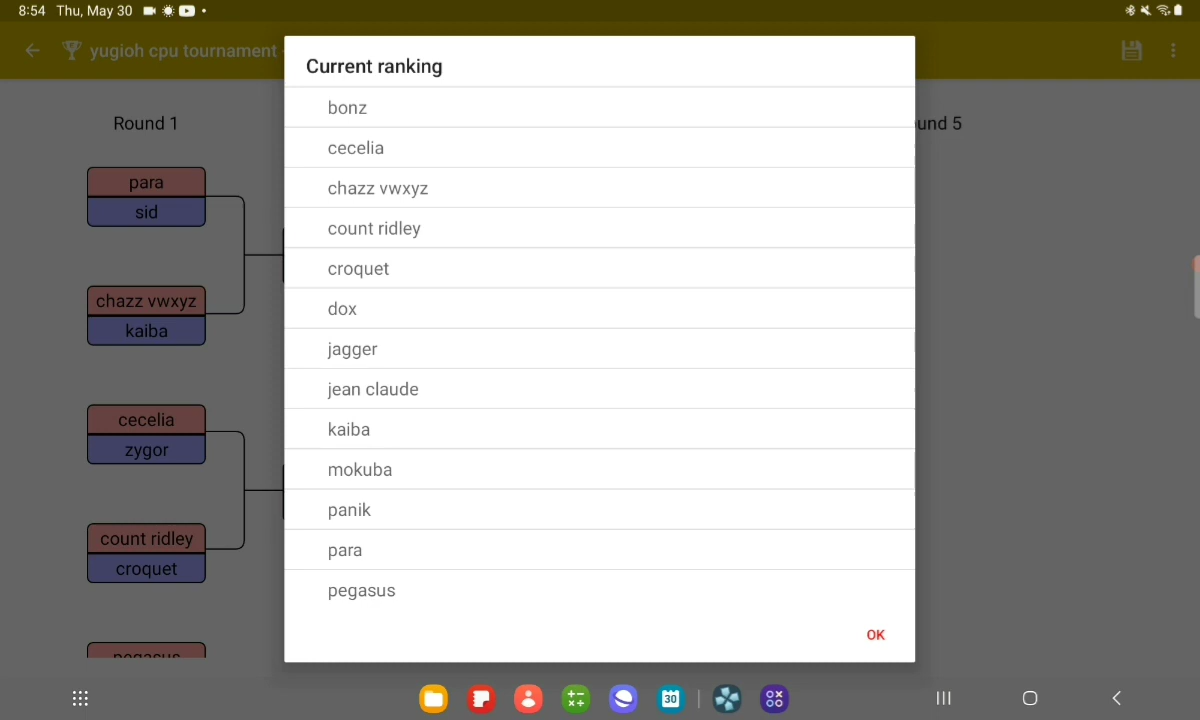 8:54 Thu, May 30
yugioh cpu tournament
Current ranking
bonz
cecelia
chazz vwxyz
count ridley
croquet
dox
jagger
jean claude
kaiba
mokuba
panik
para
pegasus
OK
Round 1
para
sid
chazz vwxyz
kaiba
cecelia
zygor
count ridley
croquet
pegasus
und 5
30